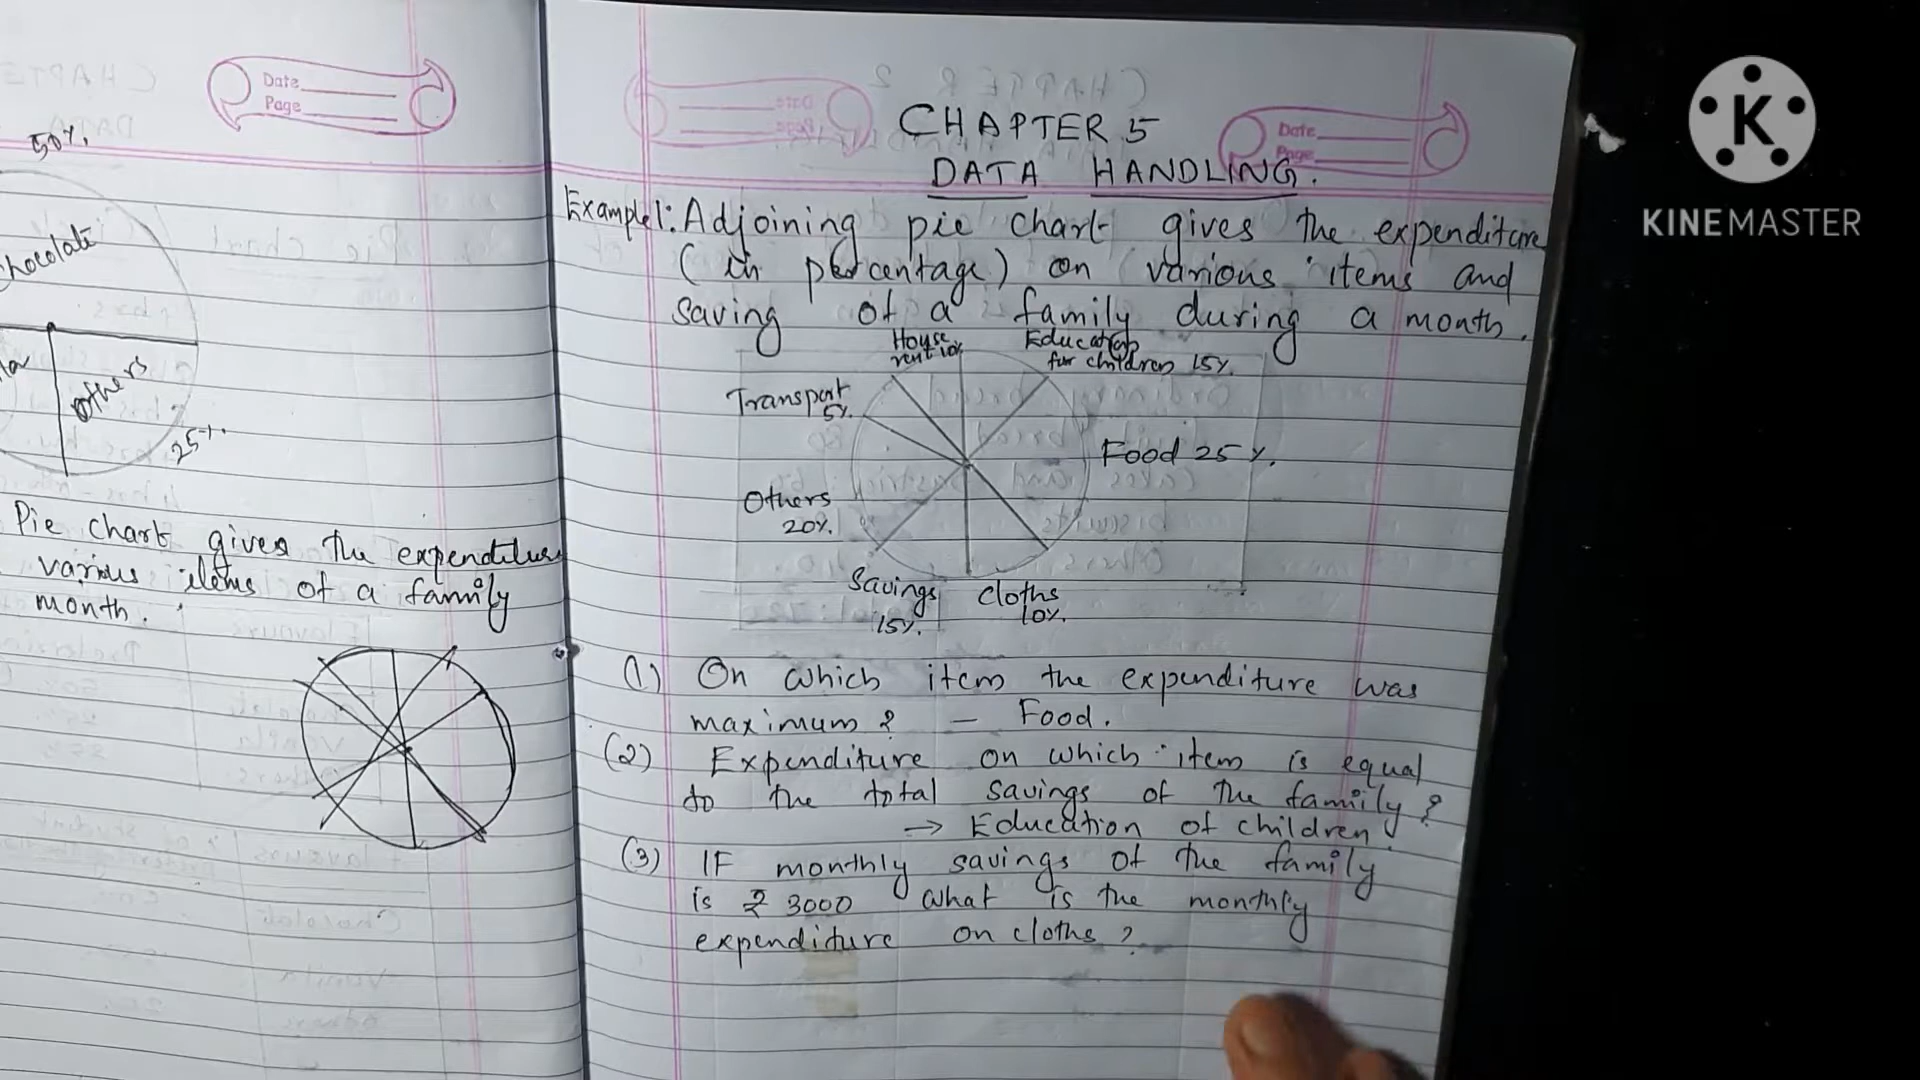 Date
Page
50%.
Chocolate
Others
25%.
Pie chart gives the expenditure
various items of a family
month.
CHAPTER 5
Date
Page
DATA HANDLING.
Example1: Adjoining pie chart gives the expenditure
(in percentage) on various items and
saving of a family during a month.
House
rent 10%
Education
for children 15%.
Transport
5%.
Food 25%.
Others
20%.
Savings
15%.
Cloths
10%.
(1) On which item the expenditure was
maximum? - Food.
(2) Expenditure on which item is equal
to the total savings of the family?
→ Education of children.
(3) IF monthly savings of the family
is ₹ 3000 what is the monthly
expenditure on cloths?
K
KINEMASTER